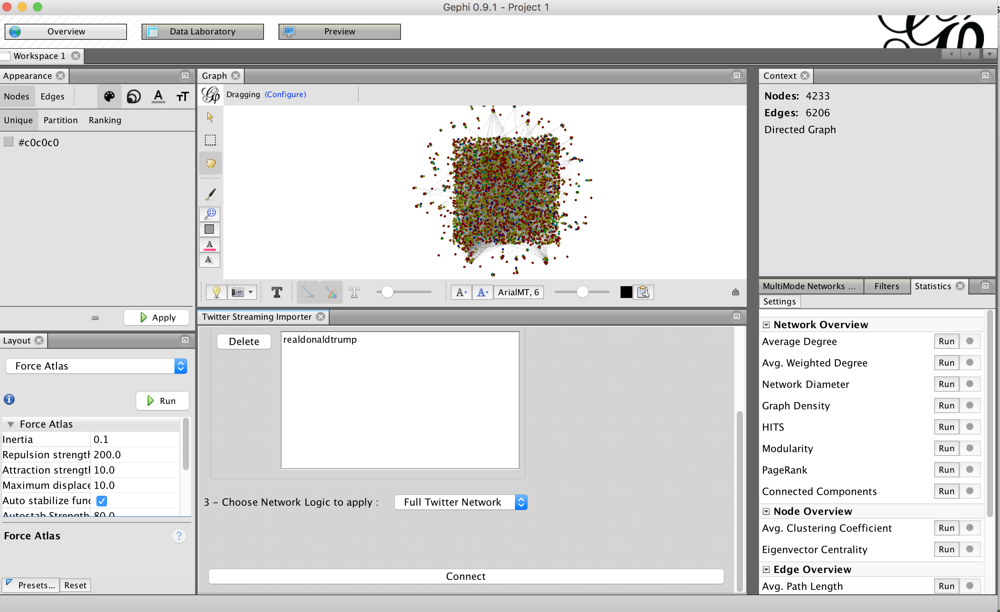 Gephi 0.9.1 - Project 1
Overview
Data Laboratory
Preview
Workspace 1
Appearance
Nodes
Edges
Unique
Partition
Ranking
#c0c0c0
Apply
Layout
Force Atlas
Run
Force Atlas
Inertia 0.1
Repulsion strength 200.0
Attraction strength 10.0
Maximum displace 10.0
Auto stabilize func
Autostab Strength 80.0
Force Atlas
Presets...
Reset
Graph
Dragging (Configure)
ArialMT, 6
Twitter Streaming Importer
Delete
realdonaldtrump
3 - Choose Network Logic to apply :
Full Twitter Network
Connect
Context
Nodes: 4233
Edges: 6206
Directed Graph
MultiMode Networks ...
Filters
Statistics
Settings
Network Overview
Average Degree Run
Avg. Weighted Degree Run
Network Diameter Run
Graph Density Run
HITS Run
Modularity Run
PageRank Run
Connected Components Run
Node Overview
Avg. Clustering Coefficient Run
Eigenvector Centrality Run
Edge Overview
Avg. Path Length Run